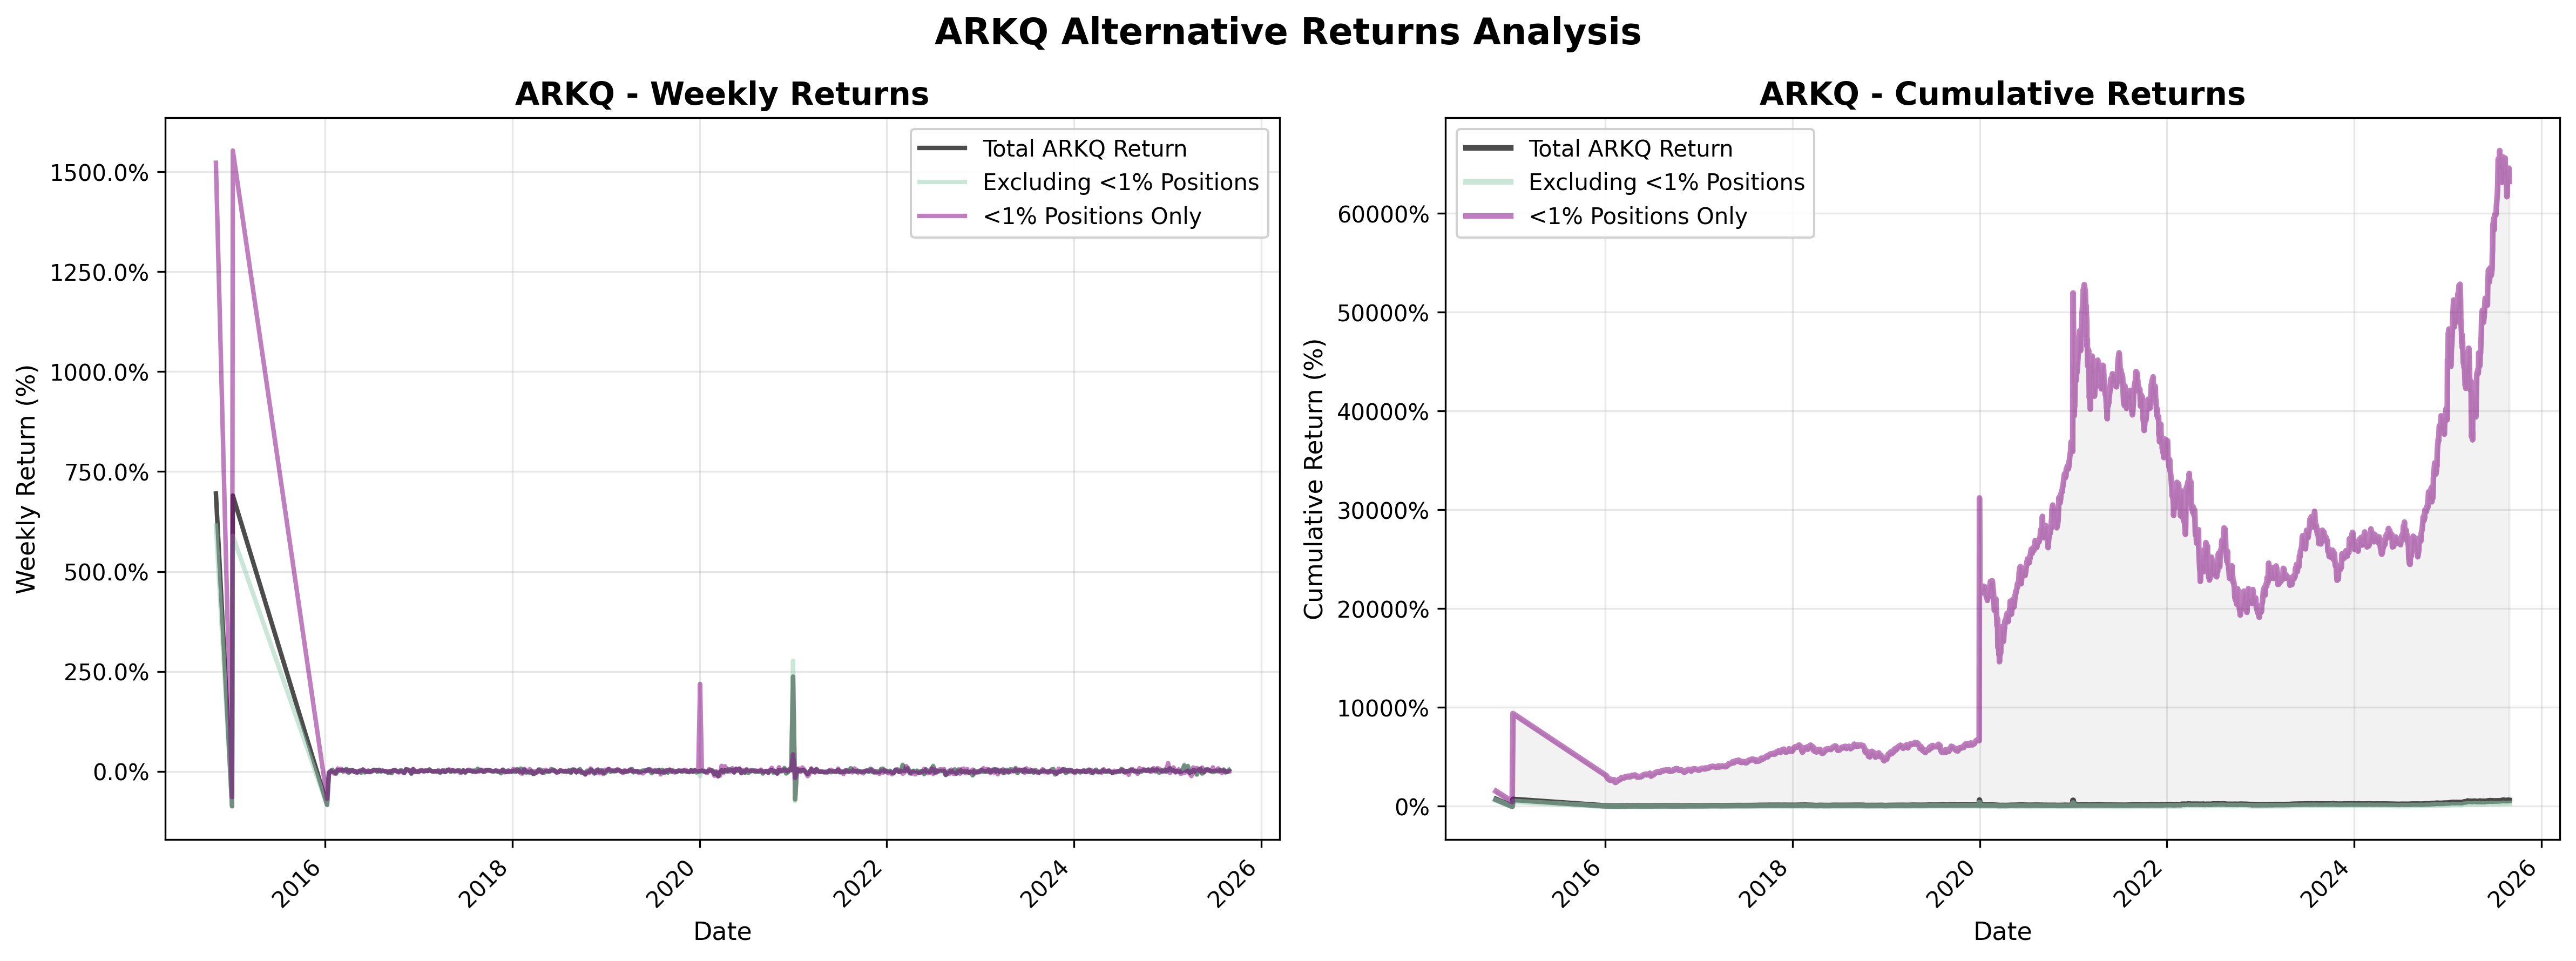 ARKQ Alternative Returns Analysis
ARKQ - Weekly Returns
Weekly Return (%)
1500.0%
1250.0%
1000.0%
750.0%
500.0%
250.0%
0.0%
Total ARKQ Return
Excluding <1% Positions
<1% Positions Only
2016
2018
2020
2022
2024
2026
Date
ARKQ - Cumulative Returns
Cumulative Return (%)
60000%
50000%
40000%
30000%
20000%
10000%
0%
Total ARKQ Return
Excluding <1% Positions
<1% Positions Only
2016
2018
2020
2022
2024
2026
Date